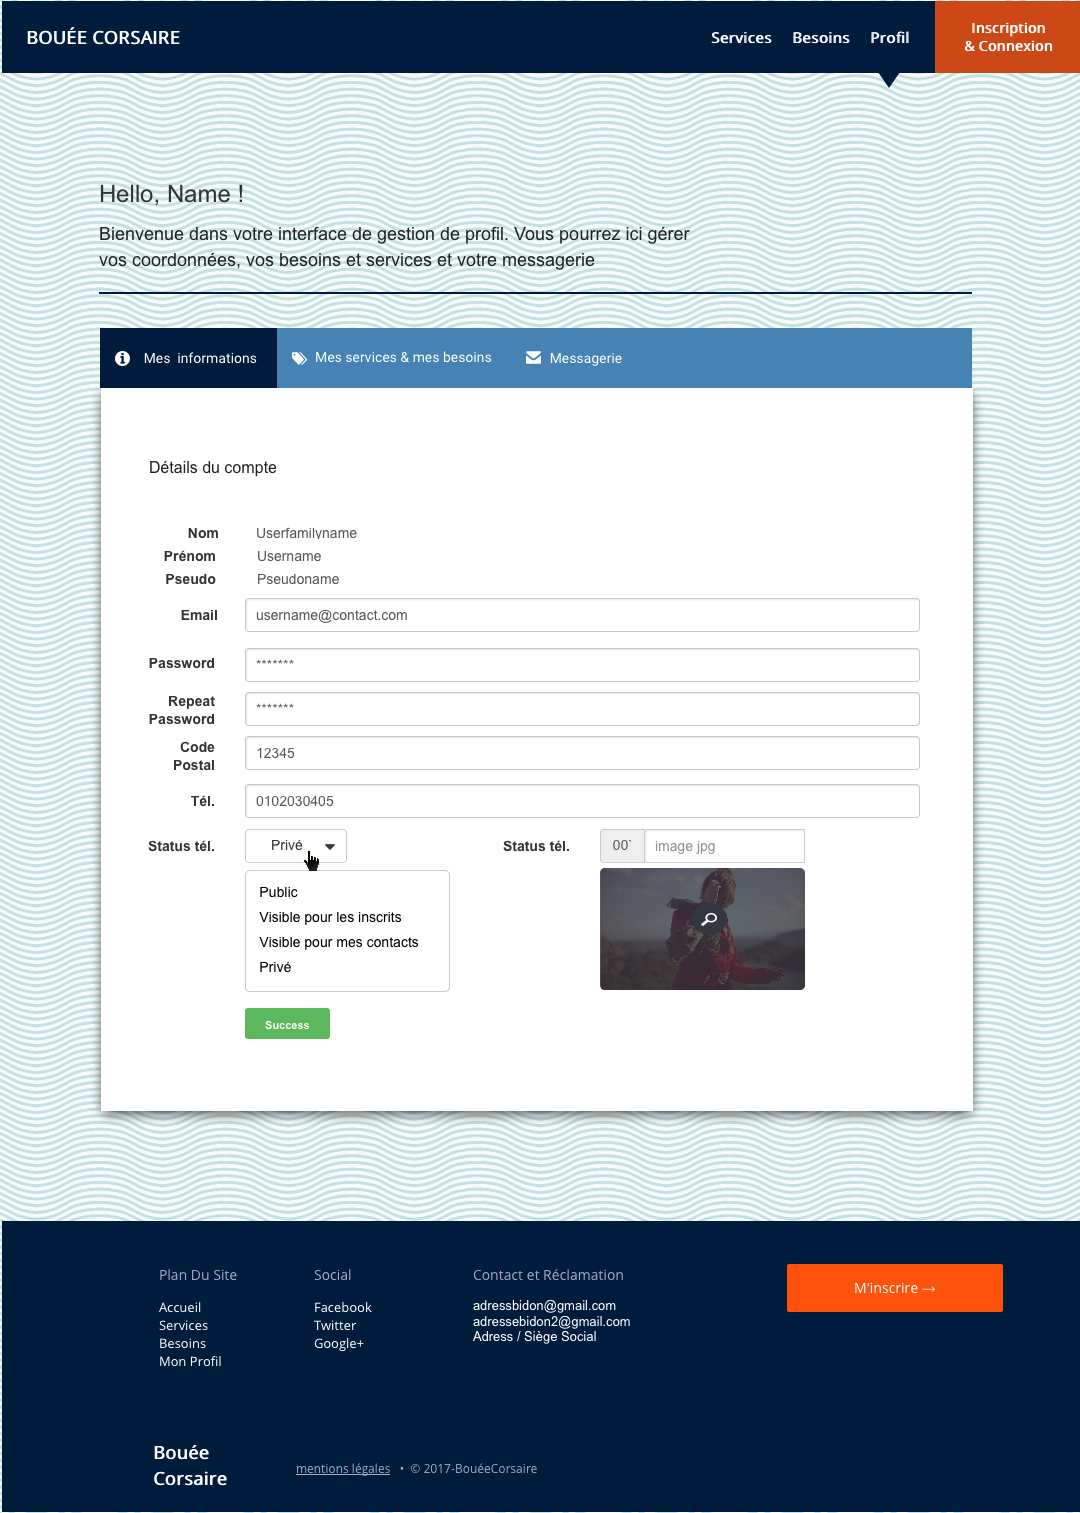 BOUÉE CORSAIRE
Services
Besoins
Profil
Inscription
& Connexion
Hello, Name !
Bienvenue dans votre interface de gestion de profil. Vous pourrez ici gérer
vos coordonnées, vos besoins et services et votre messagerie
Mes informations
Mes services & mes besoins
Messagerie
Détails du compte
Nom
Userfamilyname
Prénom
Username
Pseudo
Pseudoname
Email
username@contact.com
Password
*******
Repeat
Password
*******
Code
Postal
12345
Tél.
0102030405
Status tél.
Privé
Public
Visible pour les inscrits
Visible pour mes contacts
Privé
Status tél.
image jpg
Success
Plan Du Site
Accueil
Services
Besoins
Mon Profil
Social
Facebook
Twitter
Google+
Contact et Réclamation
adressbidon@gmail.com
adressebidon2@gmail.com
Adress / Siège Social
M'inscrire →
Bouée
Corsaire
mentions légales • © 2017-BouéeCorsaire